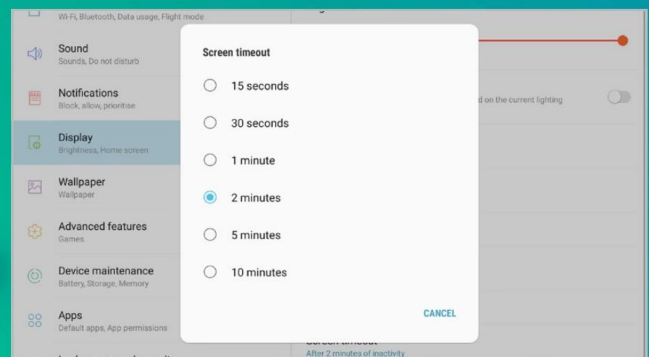 Wi-Fi, Bluetooth, Data usage, Flight mode
Sound
Sounds, Do not disturb
Notifications
Block, allow, prioritise
Display
Brightness, Home screen
Wallpaper
Wallpaper
Advanced features
Games
Device maintenance
Battery, Storage, Memory
Apps
Default apps, App permissions
Screen timeout
15 seconds
30 seconds
1 minute
2 minutes
5 minutes
10 minutes
CANCEL
d on the current lighting
Screen timeout
After 2 minutes of inactivity